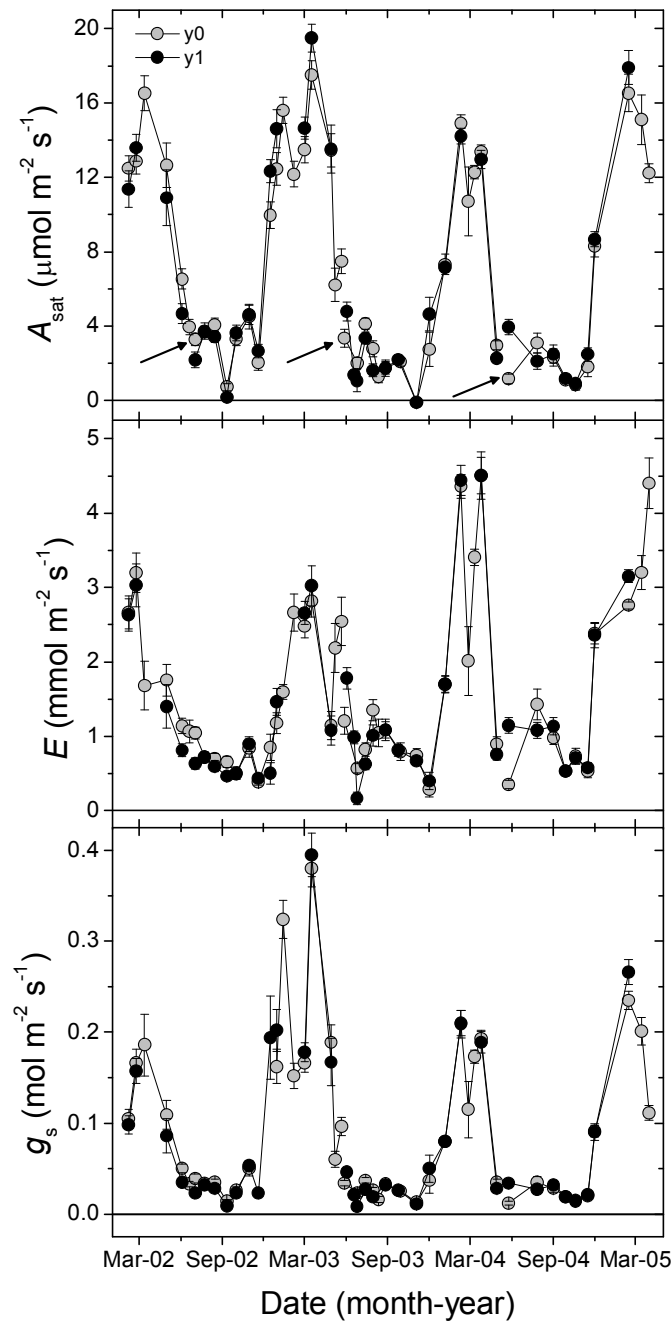 y0
y1
20
16
12
8
4
0
A_sat (μmol m⁻² s⁻¹)
5
4
3
2
1
0
E (mmol m⁻² s⁻¹)
0.4
0.3
0.2
0.1
0.0
g_s (mol m⁻² s⁻¹)
Mar-02 Sep-02 Mar-03 Sep-03 Mar-04 Sep-04 Mar-05
Date (month-year)